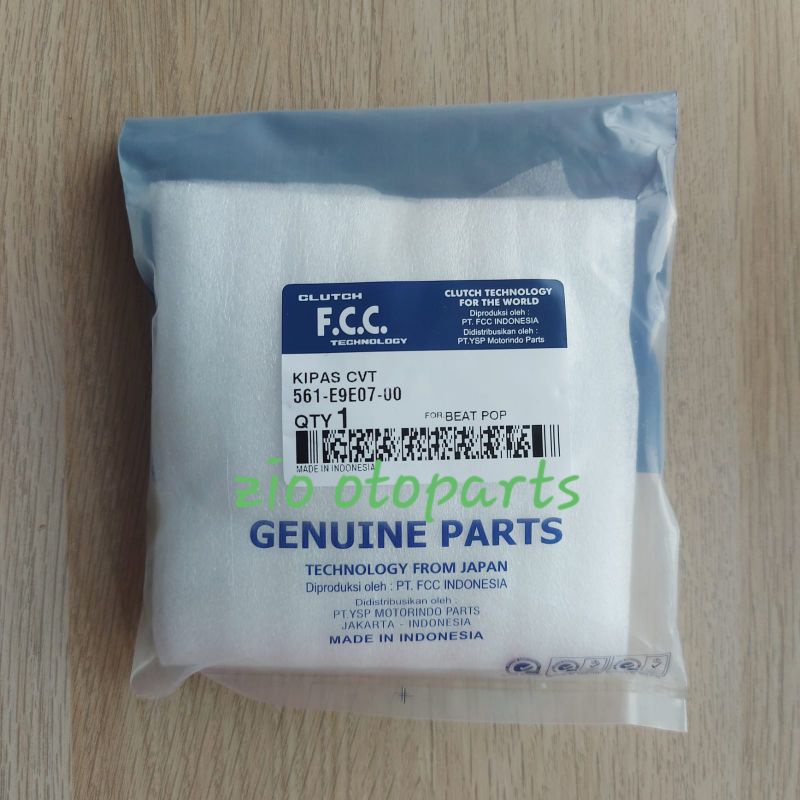 CLUTCH
F.C.C.
TECHNOLOGY
CLUTCH TECHNOLOGY
FOR THE WORLD
Diproduksi oleh :
PT. FCC INDONESIA
Didistribusikan oleh :
PT.YSP Motorindo Parts
KIPAS CVT
561-E9E07-00
QTY 1
FOR BEAT POP
MADE IN INDONESIA
zio otoparts
GENUINE PARTS
TECHNOLOGY FROM JAPAN
Diproduksi oleh : PT. FCC INDONESIA
Didistribusikan oleh :
PT.YSP MOTORINDO PARTS
JAKARTA - INDONESIA
MADE IN INDONESIA